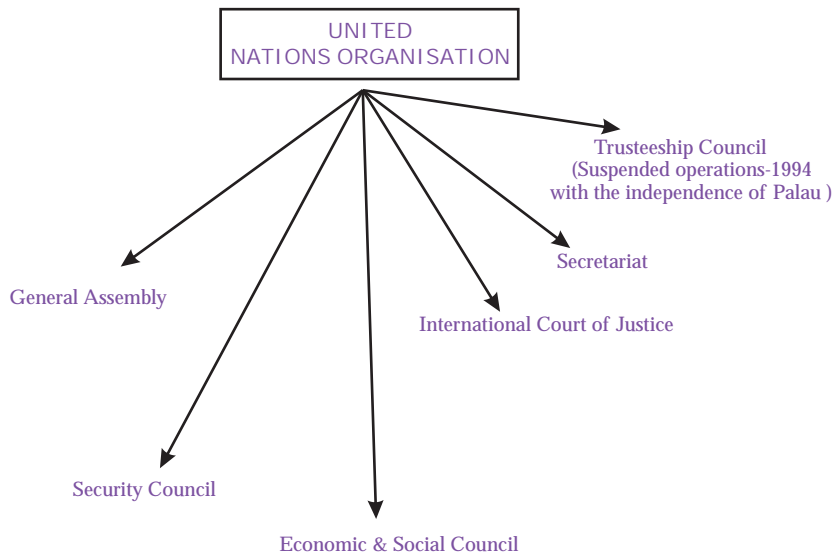 UNITED
NATIONS ORGANISATION
Trusteeship Council
(Suspended operations-1994
with the independence of Palau )
Secretariat
General Assembly
International Court of Justice
Security Council
Economic & Social Council